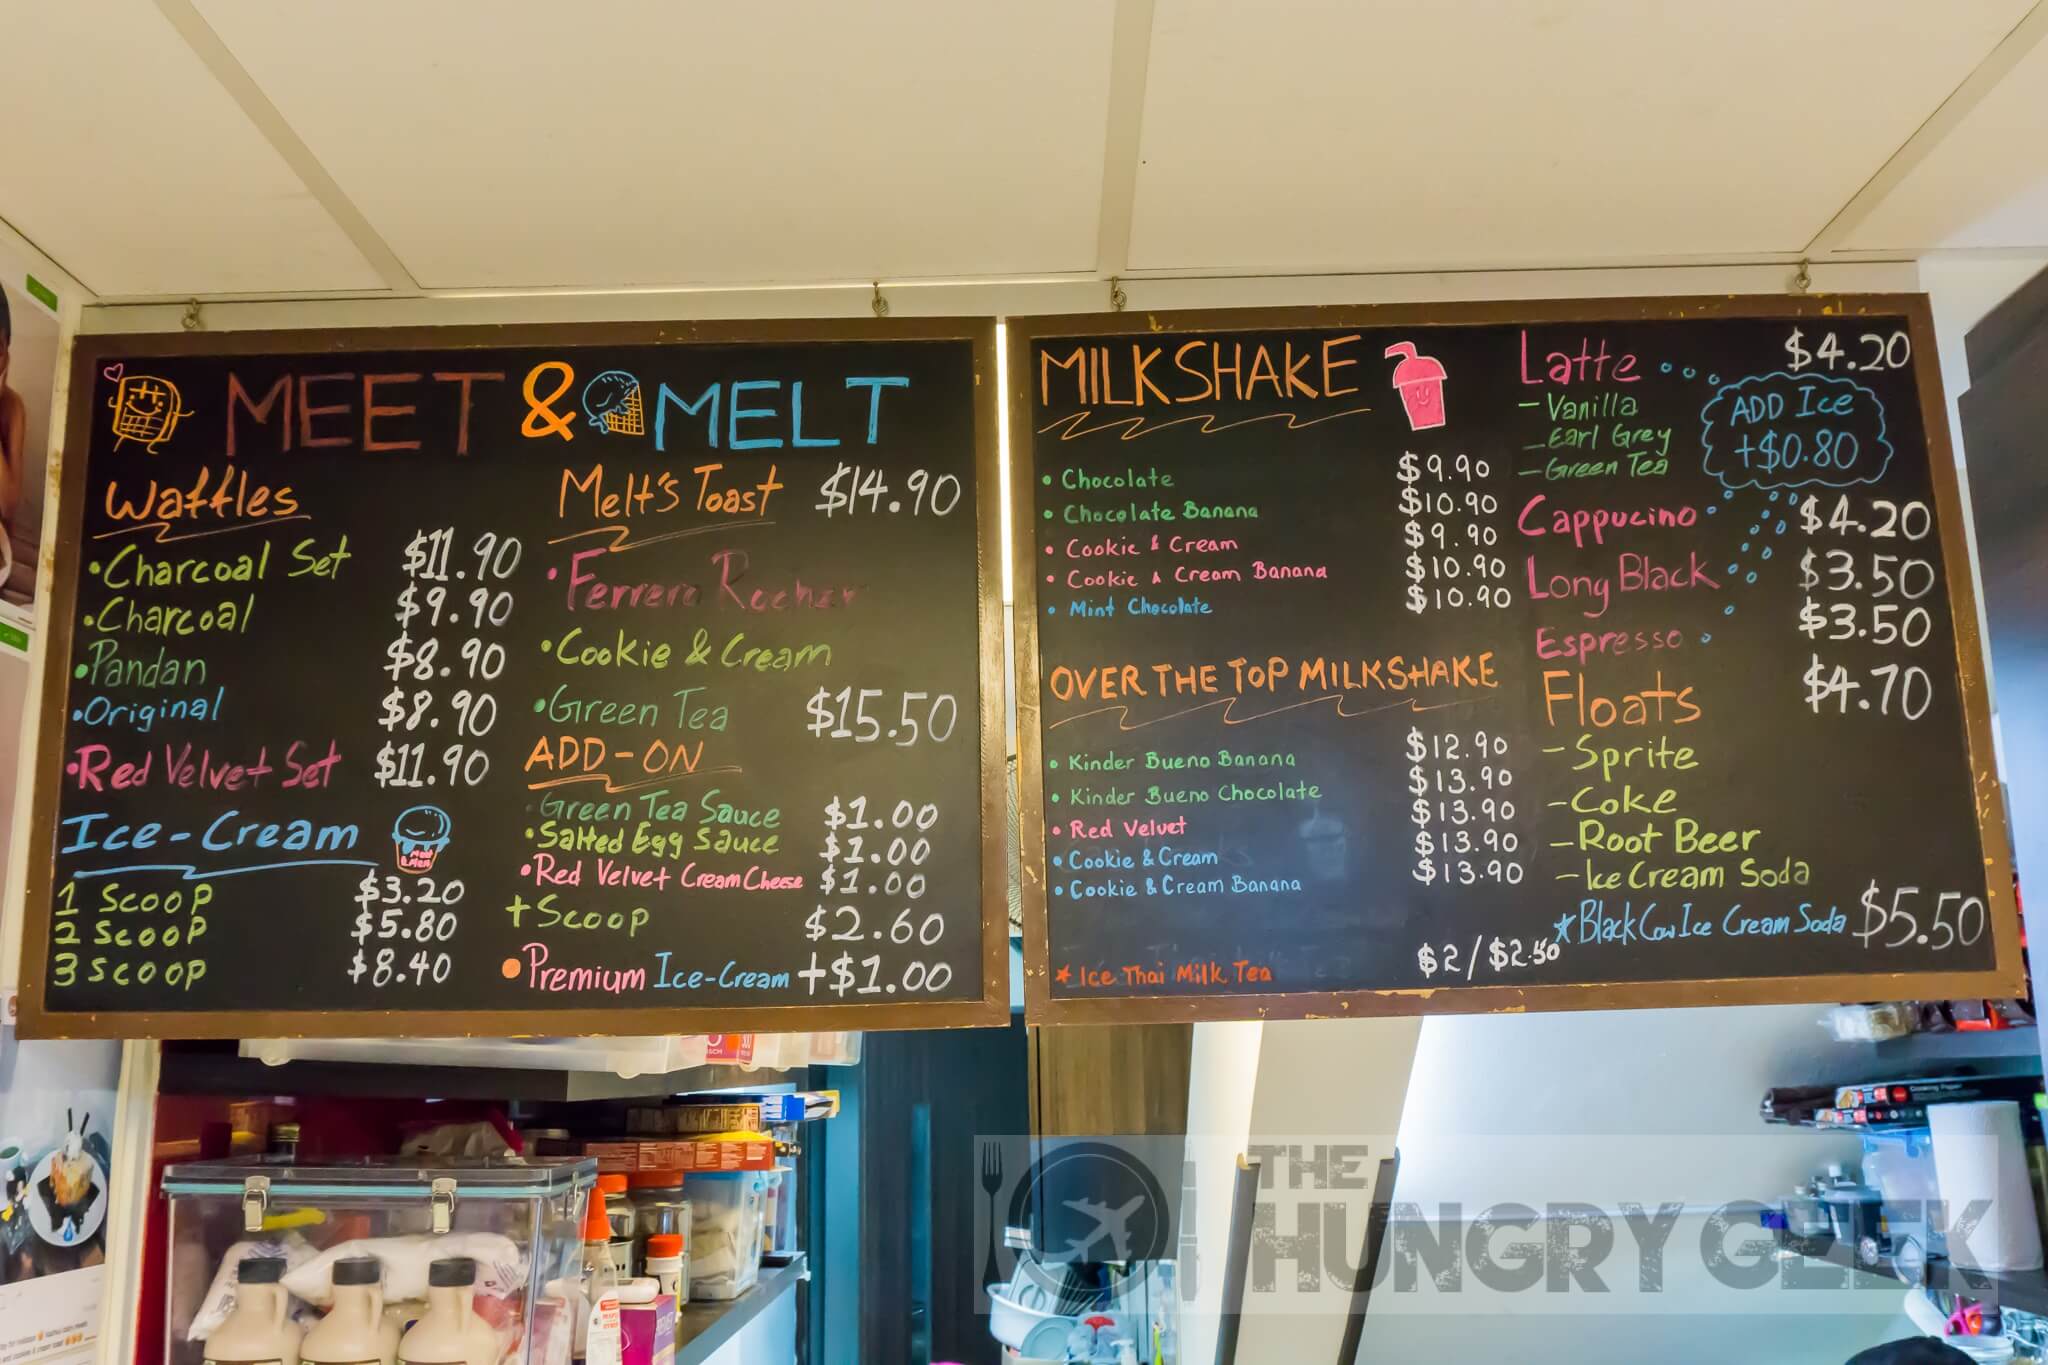 MEET & MELT
Waffles
• Charcoal Set $11.90
• Charcoal $9.90
• Pandan $8.90
• Original $8.90
• Red Velvet Set $11.90
Ice-Cream
Meet & Melt
1 Scoop $3.20
2 Scoop $5.80
3 Scoop $8.40
Melt's Toast $14.90
• Ferrero Rocher
• Cookie & Cream
• Green Tea $15.50
ADD-ON
• Green Tea Sauce $1.00
• Salted Egg Sauce $1.00
• Red Velvet Cream Cheese $1.00
+ Scoop $2.60
• Premium Ice-Cream +$1.00
MILKSHAKE
• Chocolate $9.90
• Chocolate Banana $10.90
• Cookie & Cream $9.90
• Cookie & Cream Banana $10.90
• Mint Chocolate $10.90
OVER THE TOP MILKSHAKE
• Kinder Bueno Banana $12.90
• Kinder Bueno Chocolate $13.90
• Red Velvet $13.90
• Cookie & Cream $13.90
• Cookie & Cream Banana $13.90
★ Ice Thai Milk Tea $2/$2.50
Latte $4.20
- Vanilla
- Earl Grey
- Green Tea
ADD Ice
+$0.80
Cappucino $4.20
Long Black $3.50
Espresso $3.50
Floats $4.70
- Sprite
- Coke
- Root Beer
- Ice Cream Soda
★ Black Cow Ice Cream Soda $5.50
THE
HUNGRY GEEK